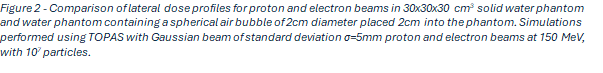 Figure 2 - Comparison of lateral dose profiles for proton and electron beams in 30x30x30 cm³ solid water phantom
and water phantom containing a spherical air bubble of 2cm diameter placed 2cm into the phantom. Simulations
performed using TOPAS with Gaussian beam of standard deviation σ=5mm proton and electron beams at 150 MeV,
with 10⁷ particles.